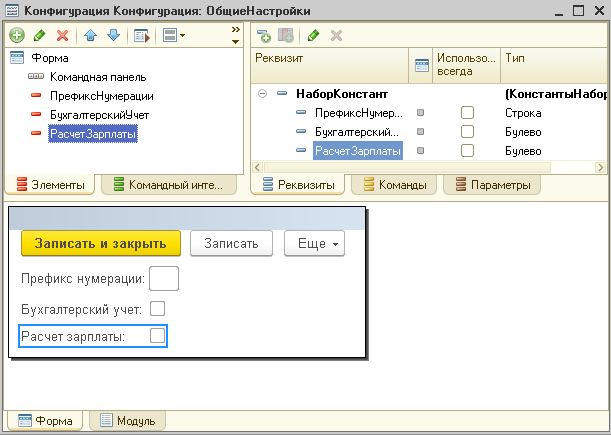 Конфигурация Конфигурация: ОбщиеНастройки
Форма
Командная панель
ПрефиксНумерации
БухгалтерскийУчет
РасчетЗарплаты
Элементы
Командный инте...
Реквизит
Использо... всегда
Тип
НаборКонстант
(КонстантыНабор
ПрефиксНумер...
Строка
Бухгалтерский...
Булево
РасчетЗарплаты
Булево
Реквизиты
Команды
Параметры
Записать и закрыть
Записать
Еще
Префикс нумерации:
Бухгалтерский учет:
Расчет зарплаты:
Форма
Модуль